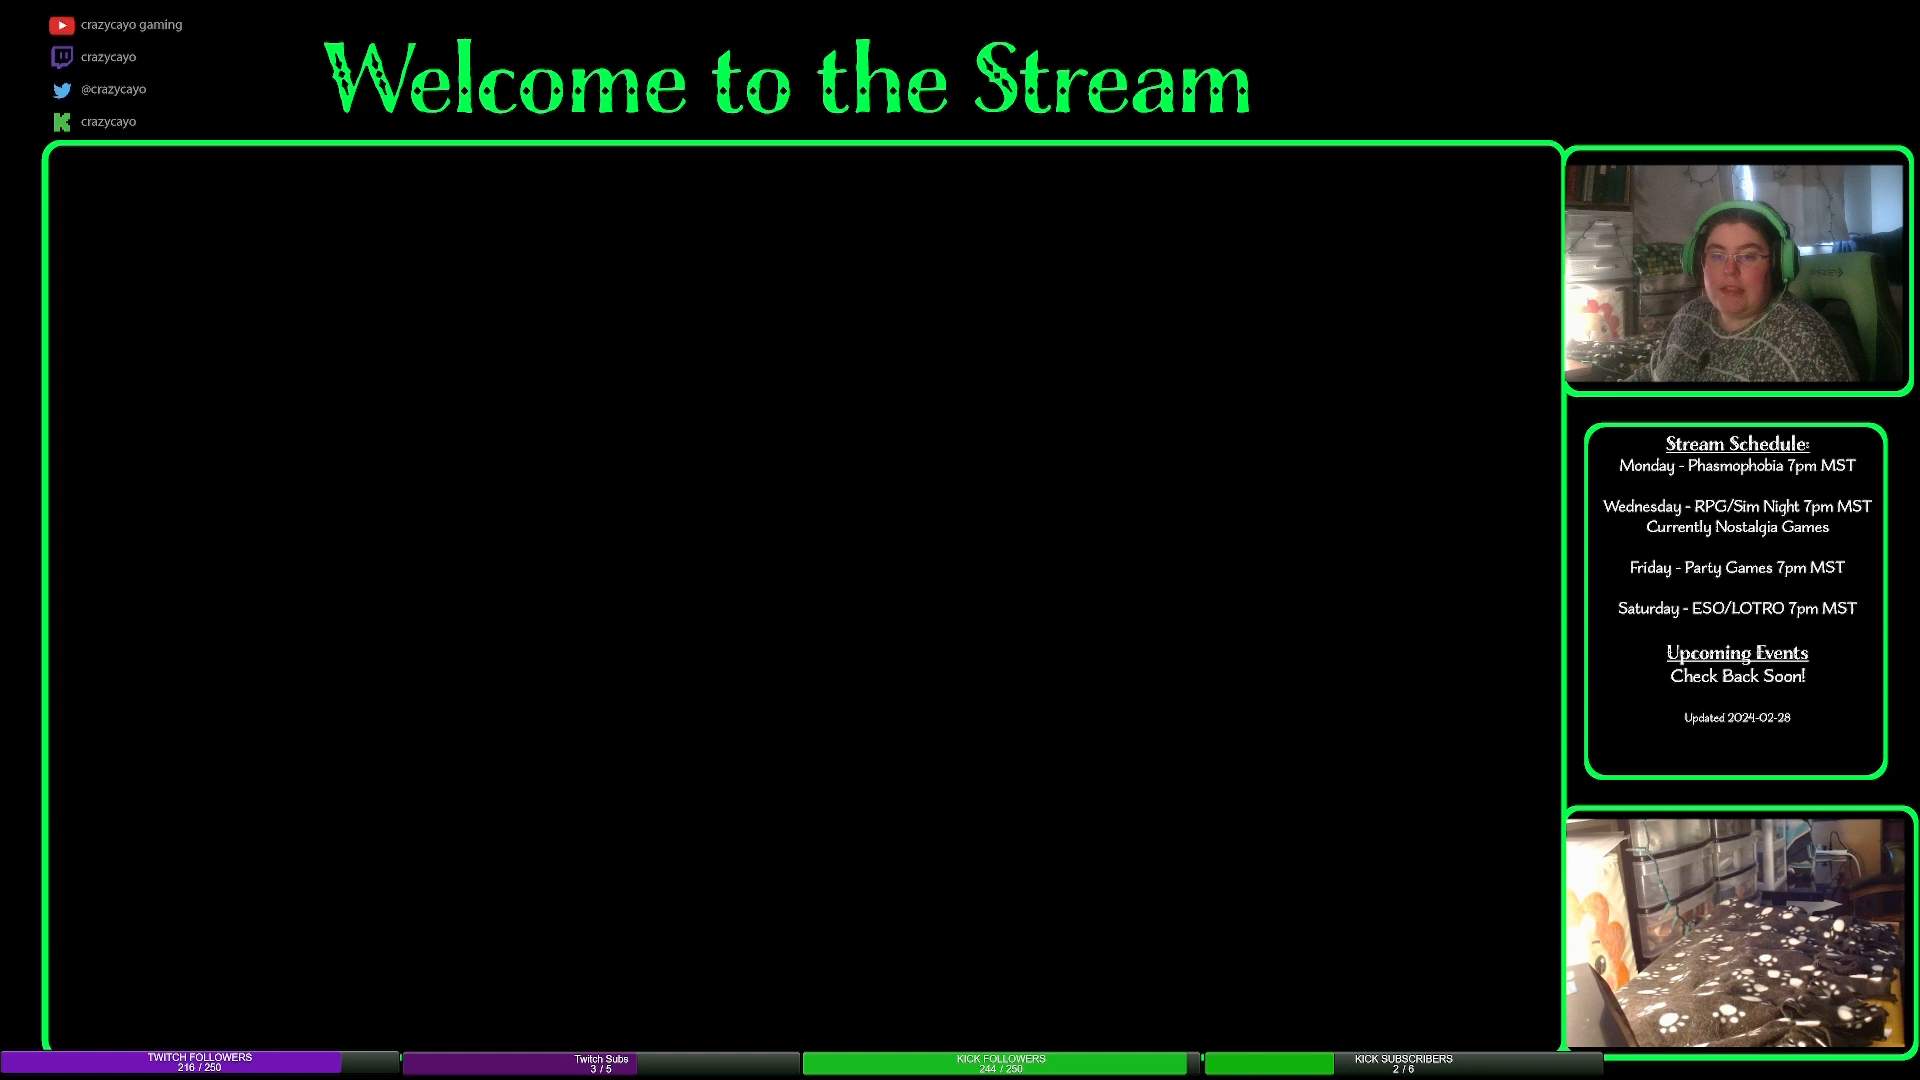 crazycayo gaming
crazycayo
@crazycayo
crazycayo
Welcome to the Stream
Stream Schedule:
Monday - Phasmophobia 7pm MST
Wednesday - RPG/Sim Night 7pm MST
Currently Nostalgia Games
Friday - Party Games 7pm MST
Saturday - ESO/LOTRO 7pm MST
Upcoming Events
Check Back Soon!
Updated 2024-02-28
TWITCH FOLLOWERS
216 / 250
Twitch Subs
3 / 5
KICK FOLLOWERS
244 / 250
KICK SUBSCRIBERS
2 / 6